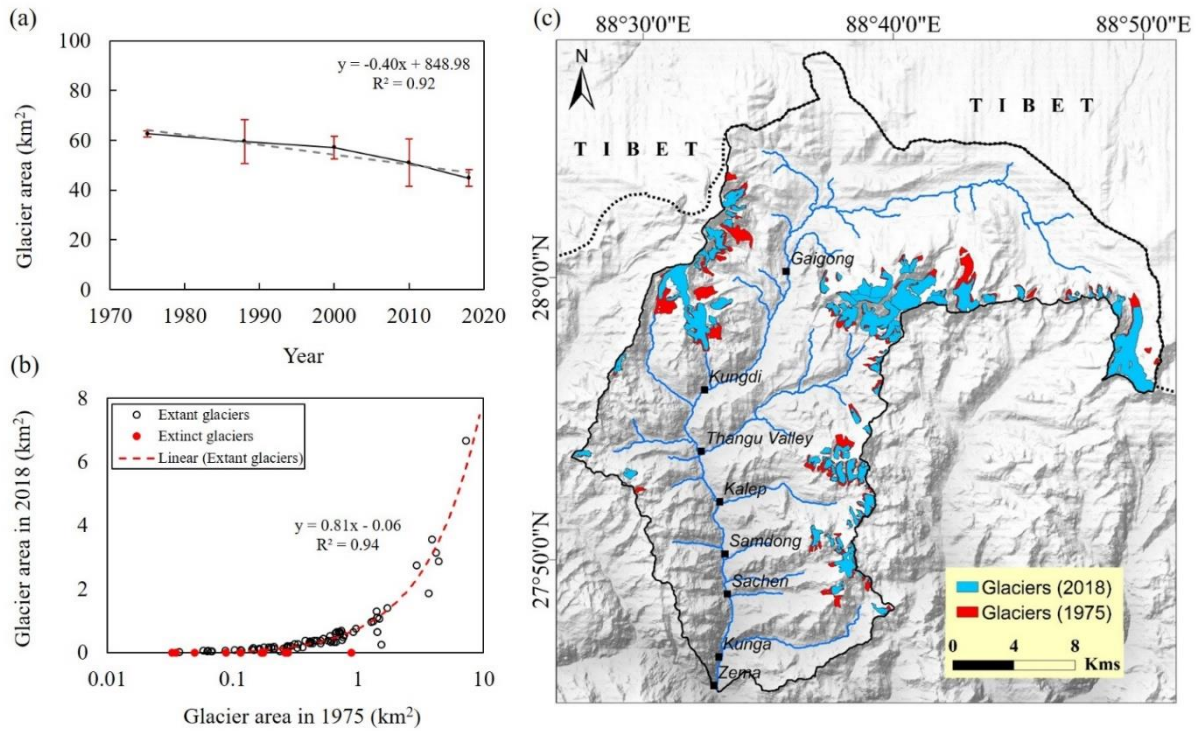 (a)
100
80
60
40
20
0
Glacier area (km²)
y = -0.40x + 848.98
R² = 0.92
1970 1980 1990 2000 2010 2020
Year
(b)
8
6
4
2
0
Glacier area in 2018 (km²)
Extant glaciers
Extinct glaciers
Linear (Extant glaciers)
y = 0.81x - 0.06
R² = 0.94
0.01 0.1 1 10
Glacier area in 1975 (km²)
(c)
88°30'0"E 88°40'0"E 88°50'0"E
N
TIBET
TIBET
28°0'0"N
27°50'0"N
Gaigong
Kungdi
Thangu Valley
Kalep
Samdong
Sachen
Kunga
Zema
Glaciers (2018)
Glaciers (1975)
0 4 8
Kms